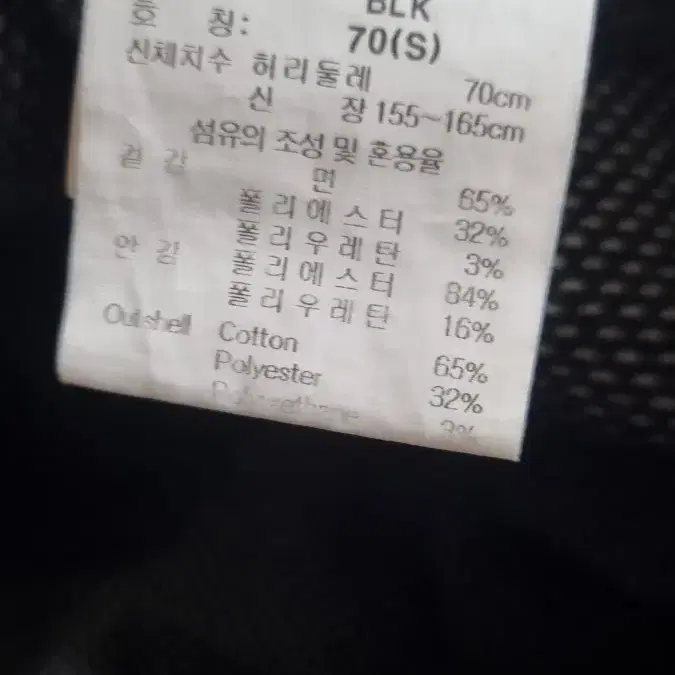 BLK
호 칭: 70(S)
신체치수 허리둘레 70cm
신 장 155~165cm
섬유의 조성 및 혼용율
겉 감 면 65%
폴리에스터 32%
폴리우레탄 3%
안 감 폴리에스터 84%
폴리우레탄 16%
Outshell Cotton 65%
Polyester 32%
Polyurethane 3%